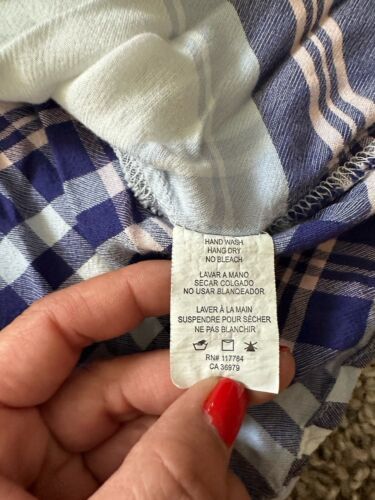 HAND WASH
HANG DRY
NO BLEACH
LAVAR A MANO
SECAR COLGADO
NO USAR BLANQEADOR
LAVER À LA MAIN
SUSPENDRE POUR SÈCHER
NE PAS BLANCHIR
RN# 117784
CA 36979